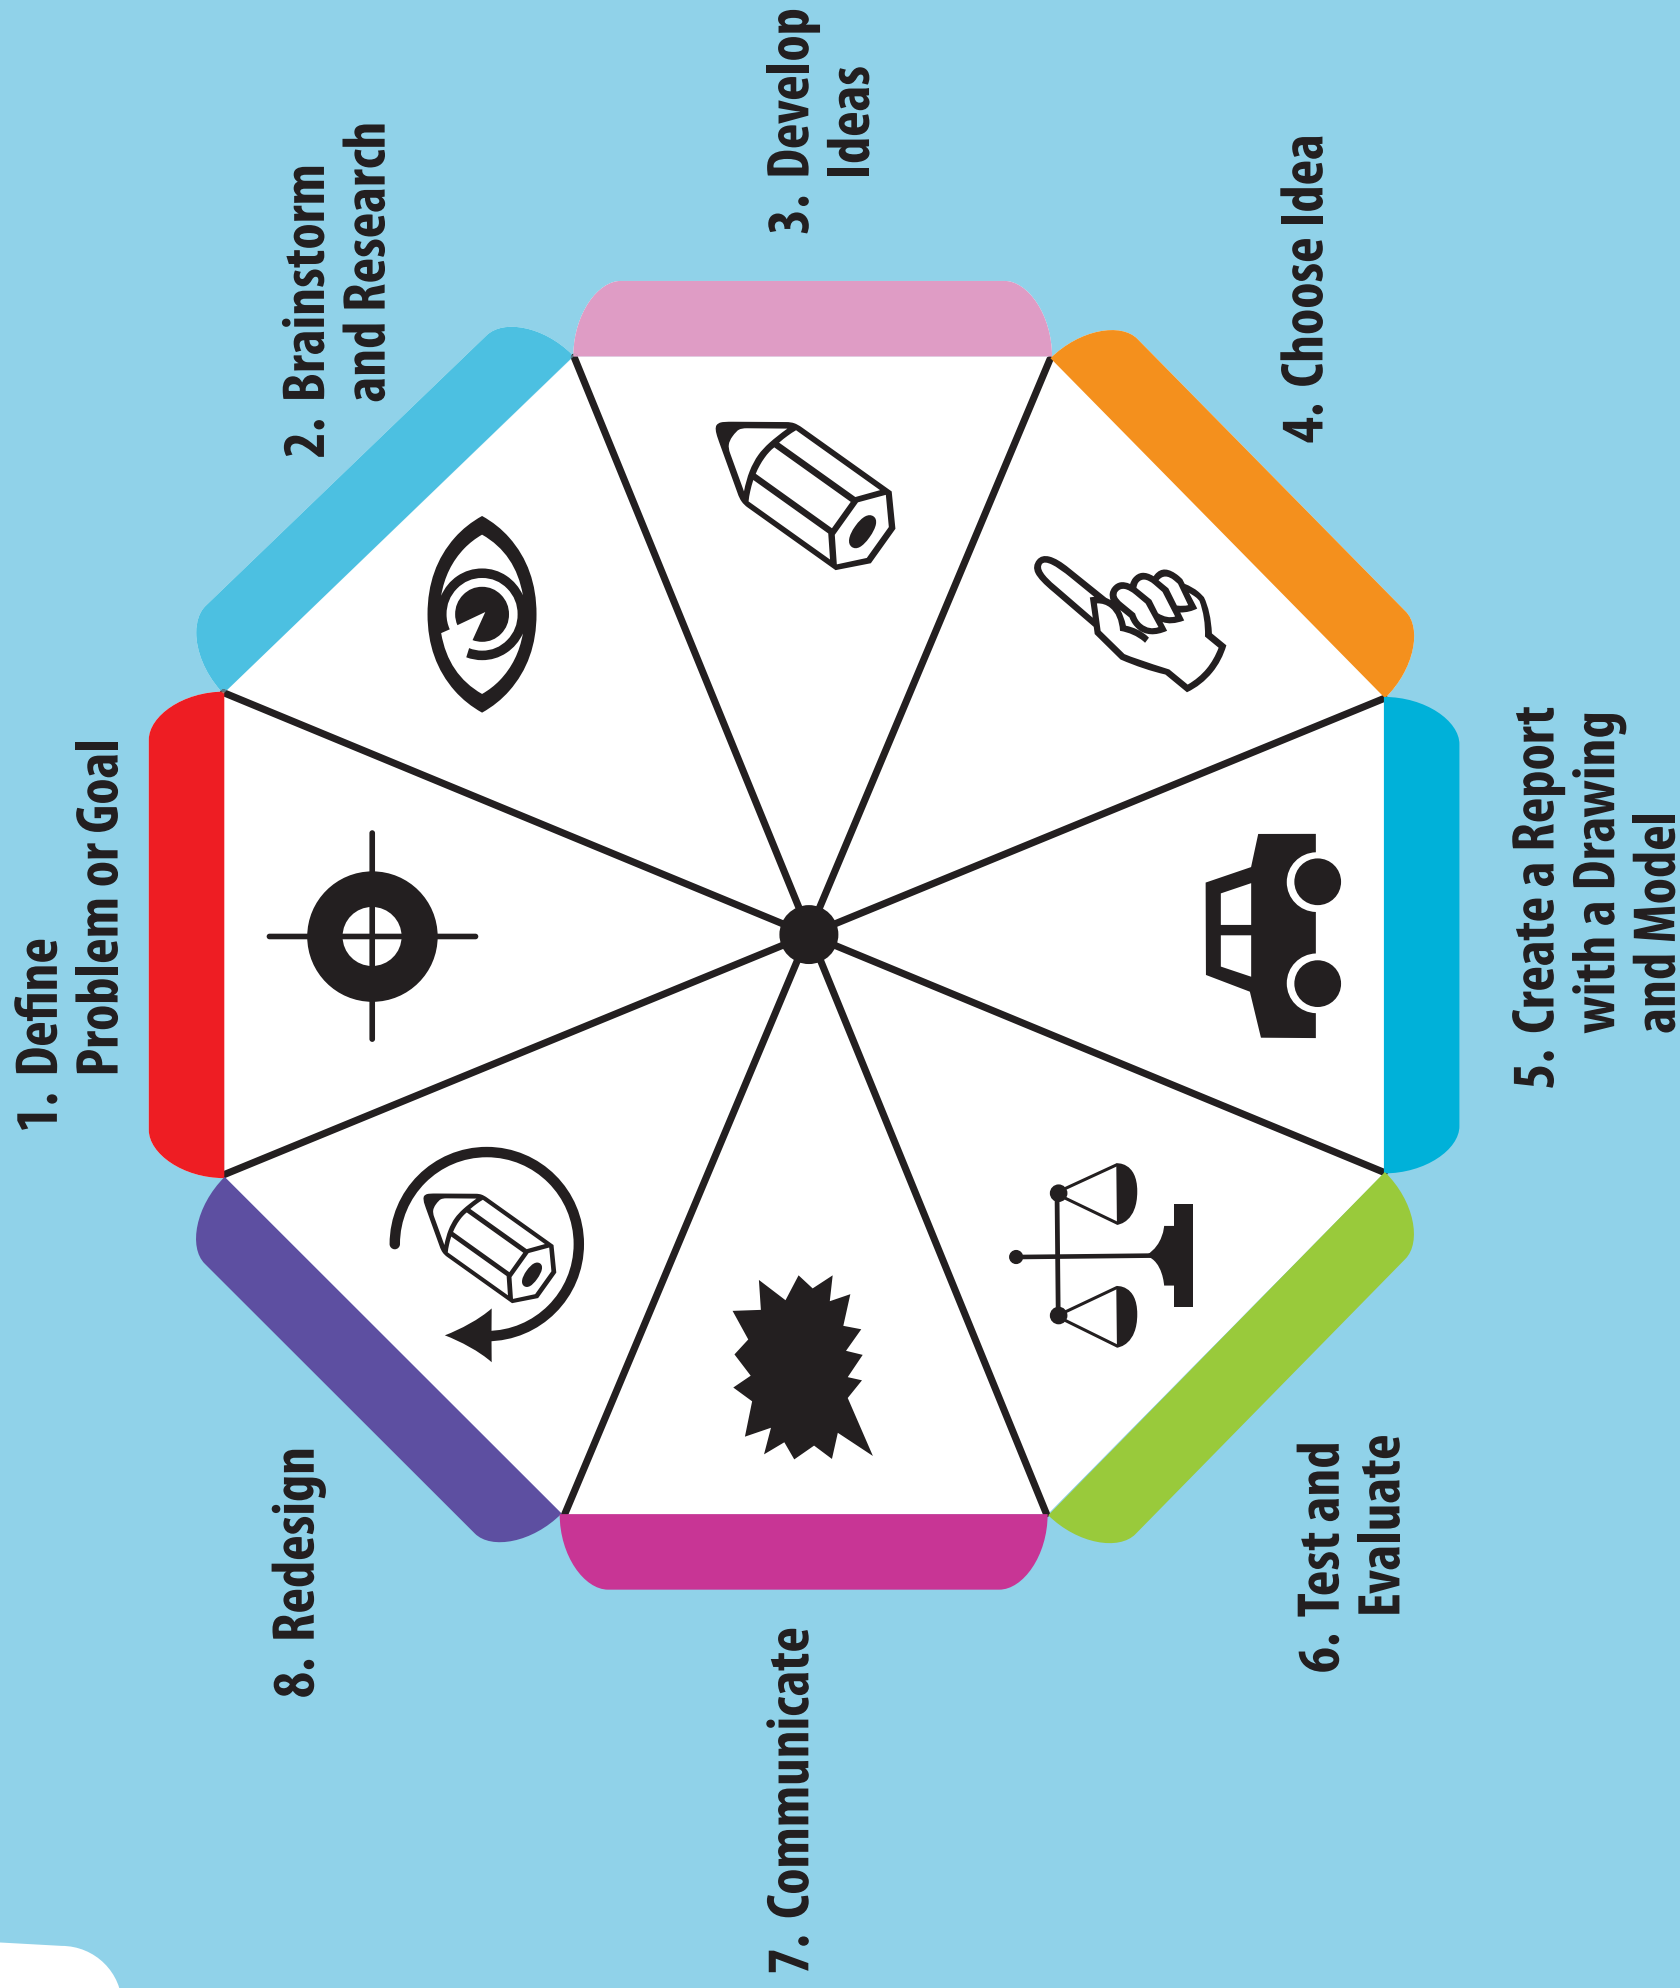 1. Define
Problem or Goal
2. Brainstorm
and Research
3. Develop
Ideas
4. Choose Idea
5. Create a Report
with a Drawing
and Model
6. Test and
Evaluate
7. Communicate
8. Redesign